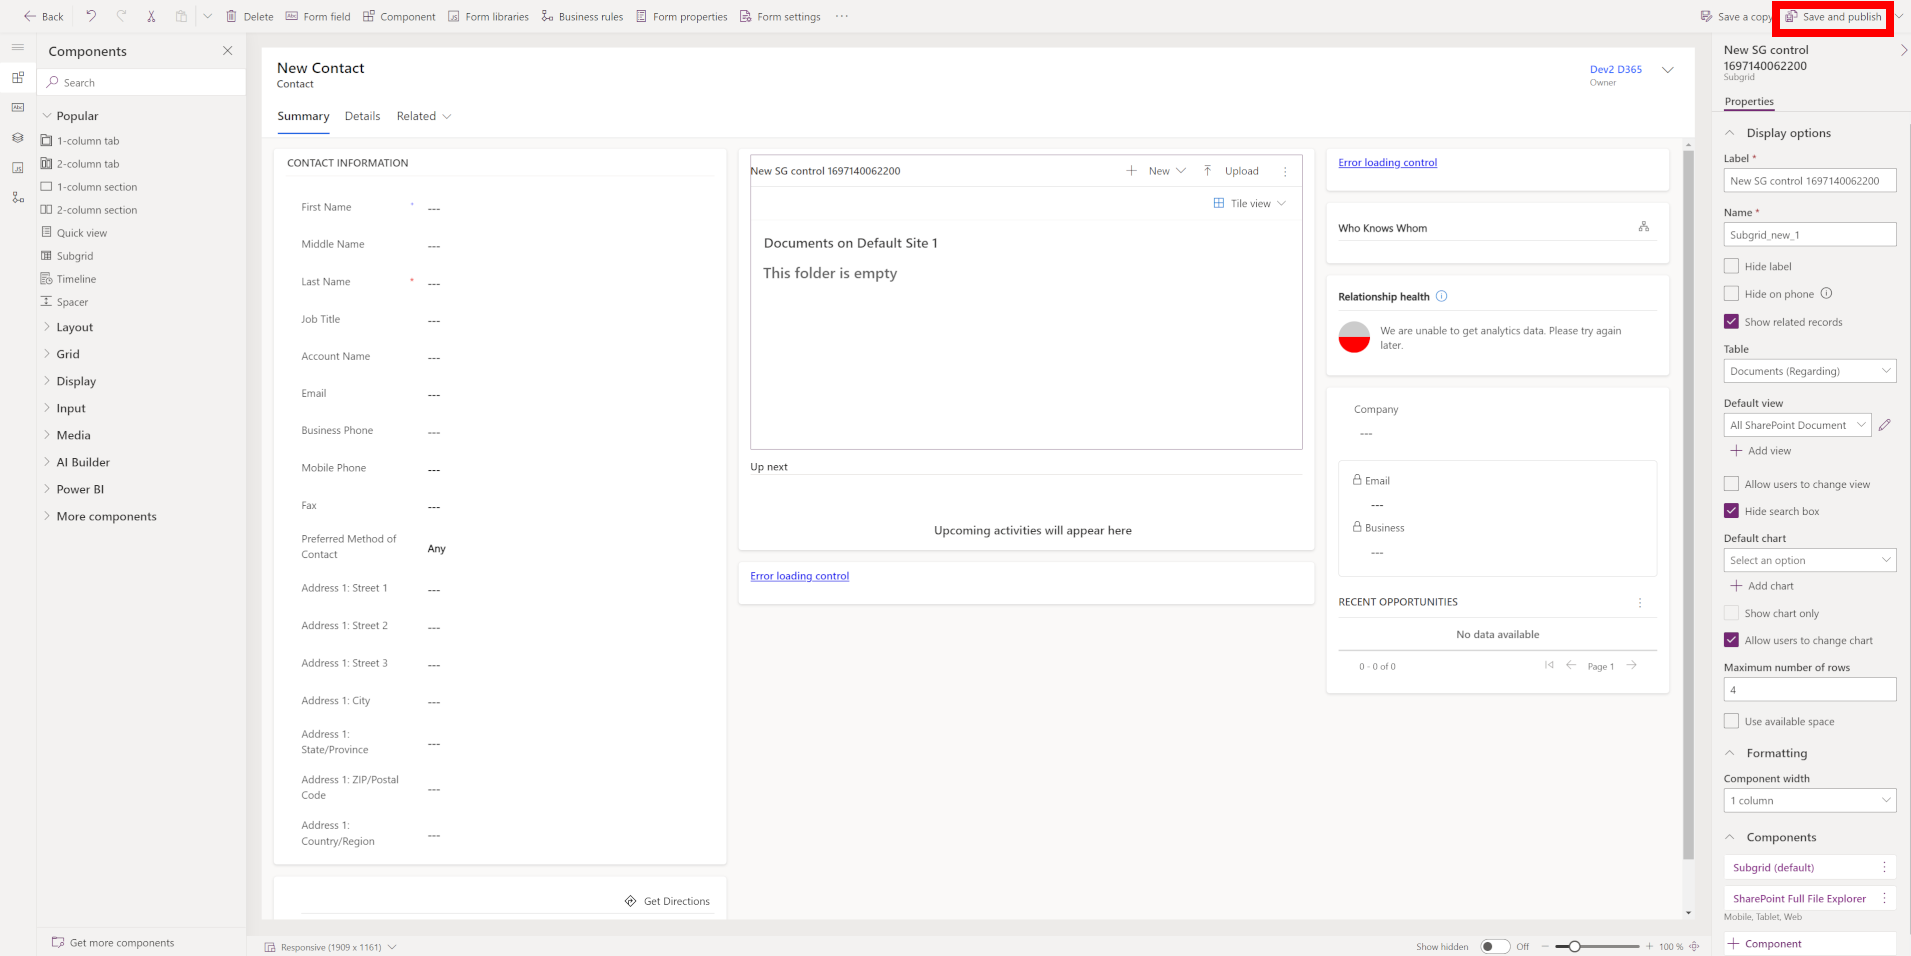 Back
Delete
Form field
Component
Form libraries
Business rules
Form properties
Form settings
Save a copy
Save and publish
Components
Search
Popular
1-column tab
2-column tab
1-column section
2-column section
Quick view
Subgrid
Timeline
Spacer
Layout
Grid
Display
Input
Media
AI Builder
Power BI
More components
Get more components
New Contact
Contact
Dev2 D365
Owner
Summary
Details
Related
CONTACT INFORMATION
First Name * ---
Middle Name ---
Last Name * ---
Job Title ---
Account Name ---
Email ---
Business Phone ---
Mobile Phone ---
Fax ---
Preferred Method of
Contact
Any
Address 1: Street 1 ---
Address 1: Street 2 ---
Address 1: Street 3 ---
Address 1: City ---
Address 1:
State/Province
---
Address 1: ZIP/Postal
Code
---
Address 1:
Country/Region
---
Get Directions
New SG control 1697140062200
New
Upload
Tile view
Documents on Default Site 1
This folder is empty
Up next
Upcoming activities will appear here
Error loading control
Error loading control
Who Knows Whom
Relationship health
We are unable to get analytics data. Please try again
later.
Company
---
Email
---
Business
---
RECENT OPPORTUNITIES
No data available
0 - 0 of 0
Page 1
Responsive (1909 x 1161)
Show hidden
Off
100 %
New SG control
1697140062200
Subgrid
Properties
Display options
Label *
New SG control 1697140062200
Name *
Subgrid_new_1
Hide label
Hide on phone
Show related records
Table
Documents (Regarding)
Default view
All SharePoint Document
Add view
Allow users to change view
Hide search box
Default chart
Select an option
Add chart
Show chart only
Allow users to change chart
Maximum number of rows
4
Use available space
Formatting
Component width
1 column
Components
Subgrid (default)
SharePoint Full File Explorer
Mobile, Tablet, Web
Component